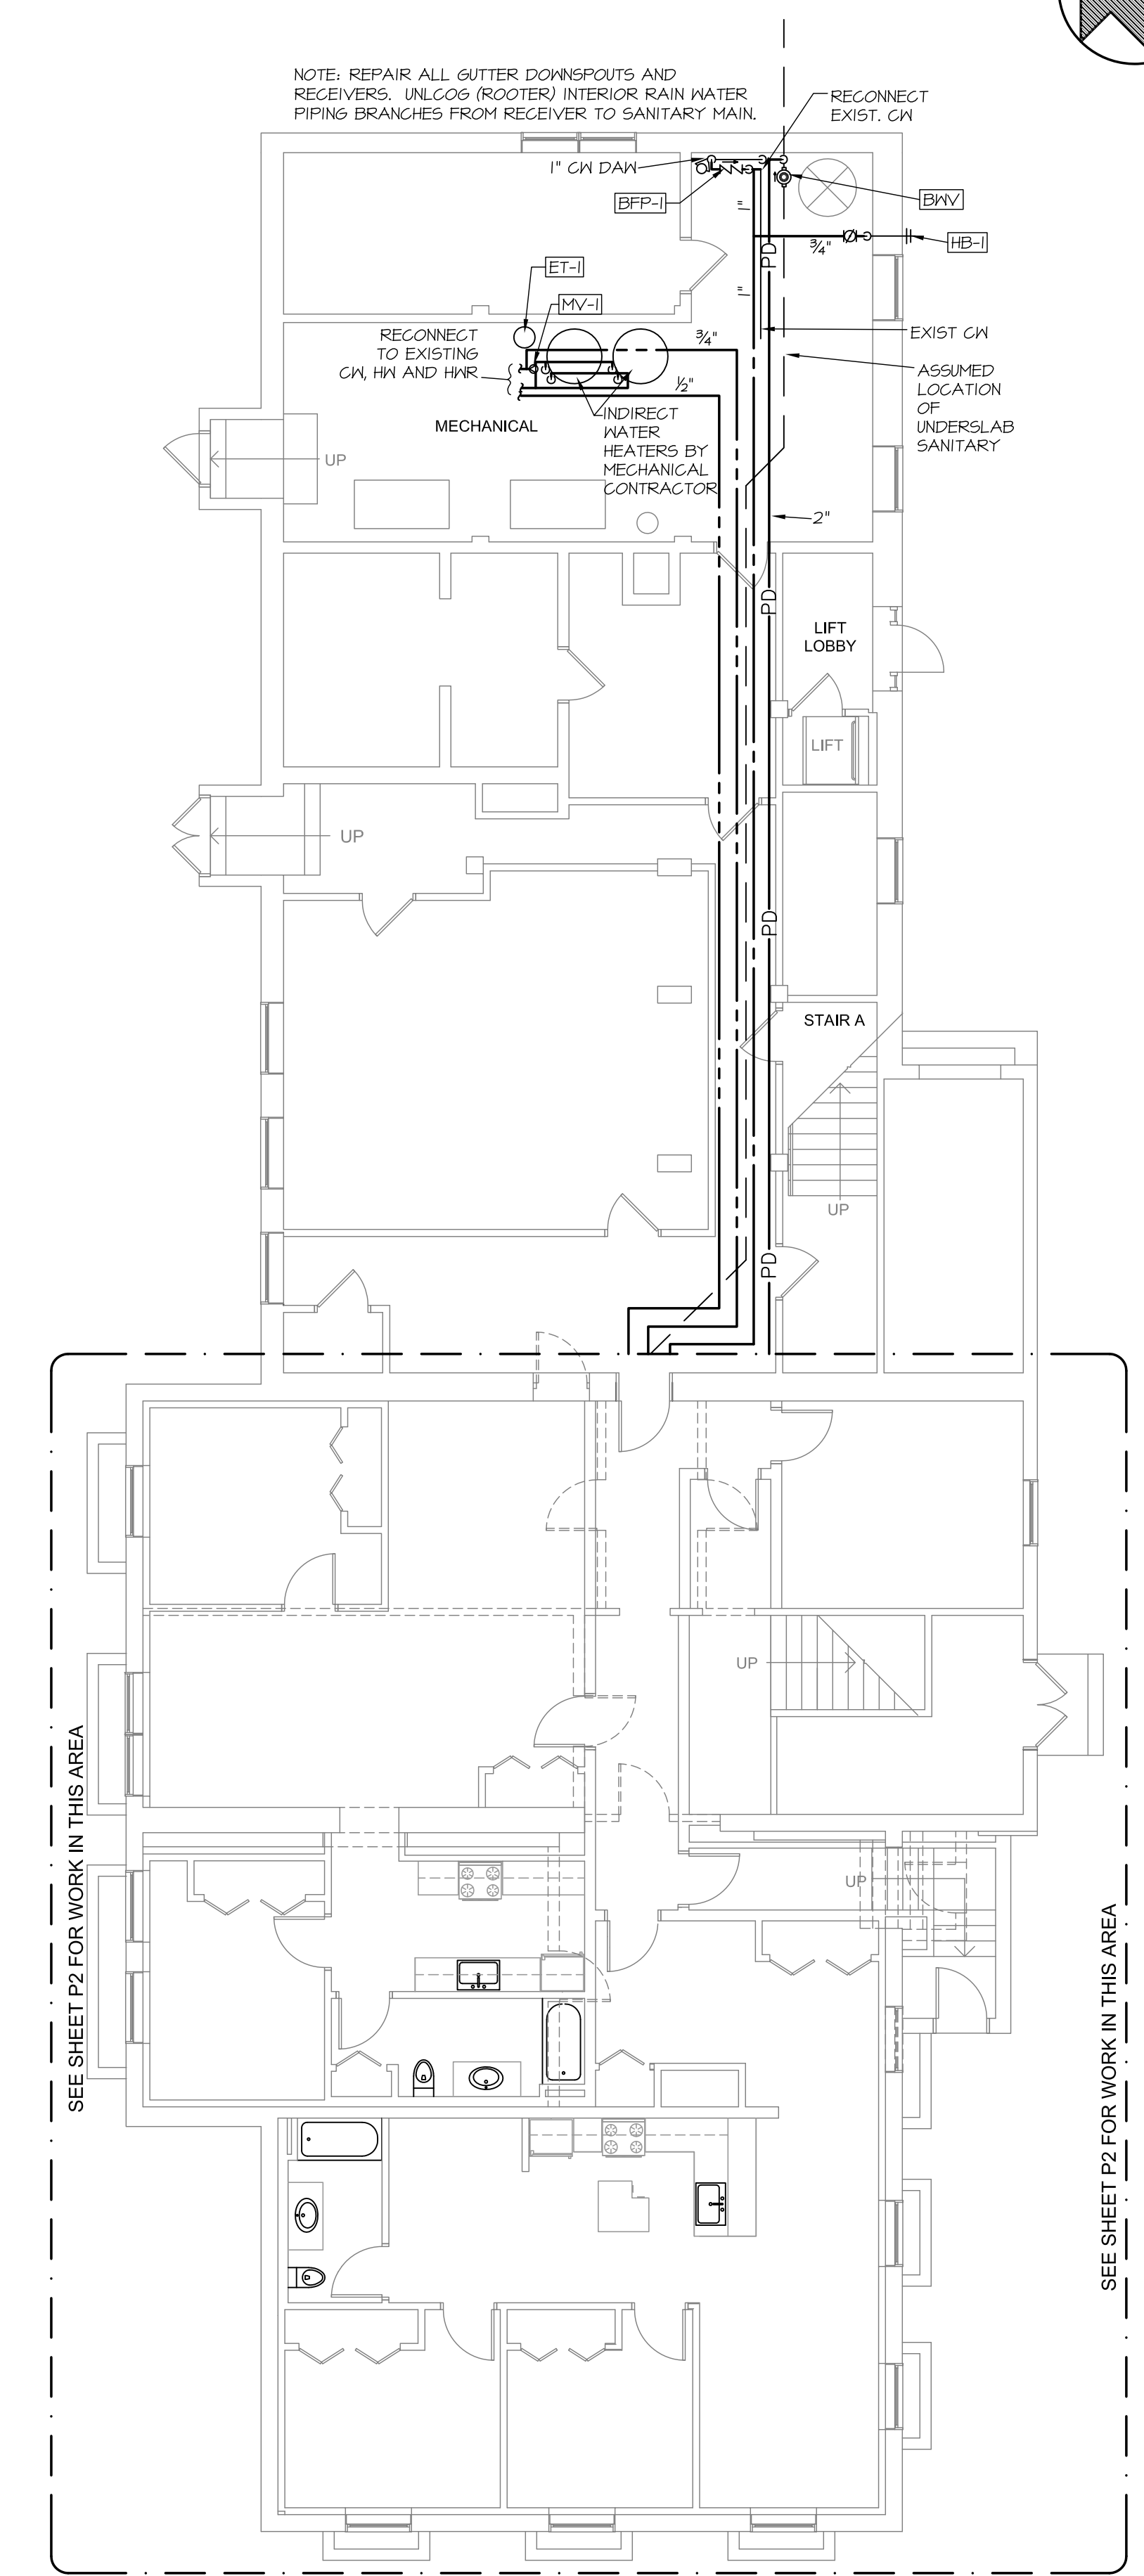 NOTE: REPAIR ALL GUTTER DOWNSPOUTS AND
RECEIVERS. UNLCOG (ROOTER) INTERIOR RAIN WATER
PIPING BRANCHES FROM RECEIVER TO SANITARY MAIN.
RECONNECT
EXIST. CW
1" CW DAW
BFP-1
BWV
1"
3/4"
HB-1
PD
ET-1
MV-1
1"
RECONNECT
TO EXISTING
CW, HW AND HWR
3/4"
1/2"
EXIST CW
ASSUMED
LOCATION
OF
UNDERSLAB
SANITARY
INDIRECT
WATER
HEATERS BY
MECHANICAL
CONTRACTOR
MECHANICAL
UP
2"
PD
LIFT
LOBBY
LIFT
UP
PD
STAIR A
UP
PD
UP
UP
SEE SHEET P2 FOR WORK IN THIS AREA
SEE SHEET P2 FOR WORK IN THIS AREA